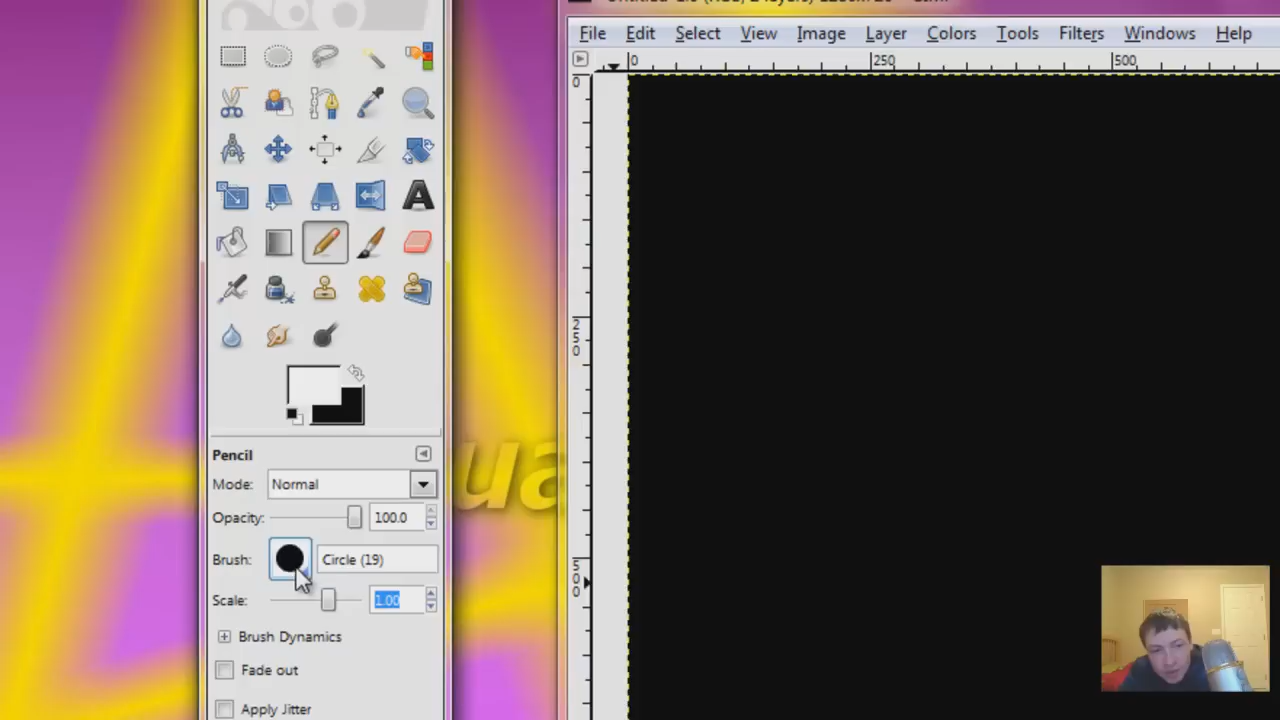 File Edit Select View Image Layer Colors Tools Filters Windows Help
0 250 500
0
250
500
Pencil
Mode: Normal
Opacity: 100.0
ua
Brush: Circle (19)
Scale: 1.00
Brush Dynamics
Fade out
Apply Jitter